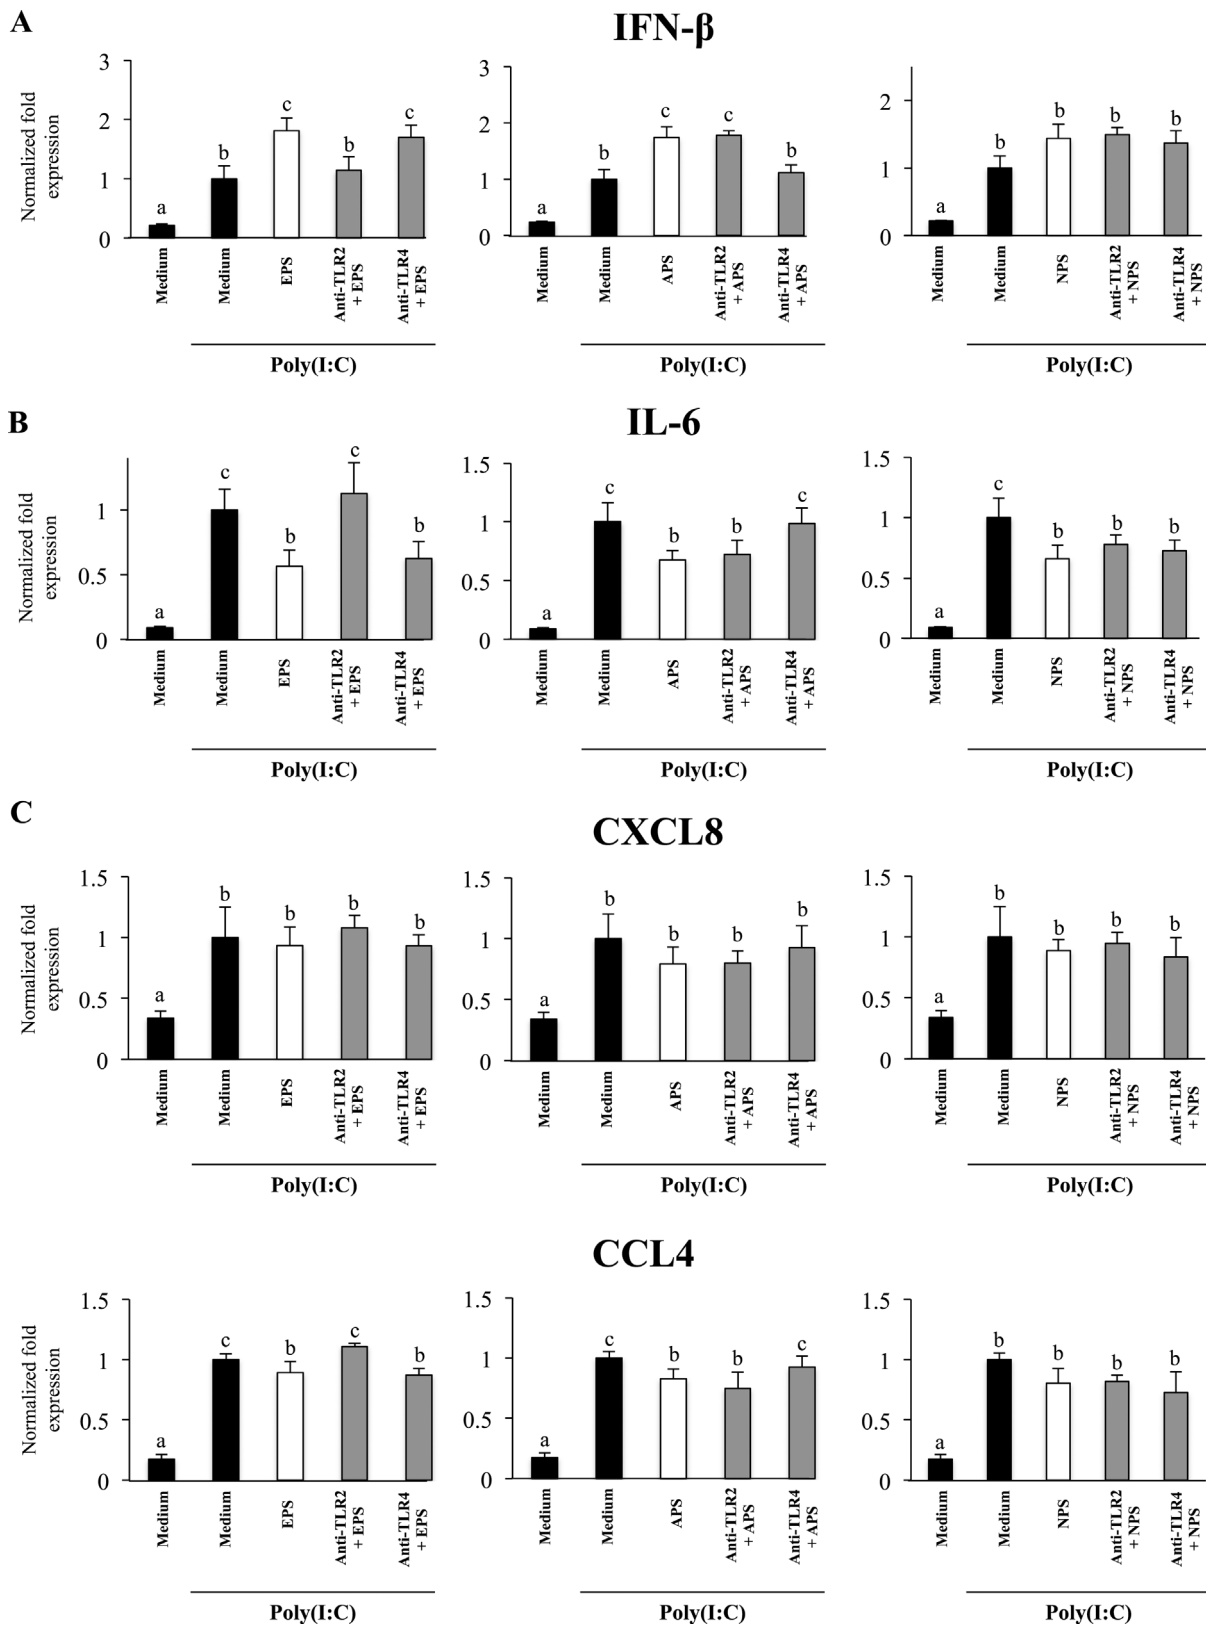 A
IFN-β
Normalized fold
expression
3
2
1
0
a
b
c
b
c
Medium
Medium
EPS
Anti-TLR2
+ EPS
Anti-TLR4
+ EPS
Poly(I:C)
3
2
1
0
a
b
c
c
b
Medium
Medium
APS
Anti-TLR2
+ APS
Anti-TLR4
+ APS
Poly(I:C)
2
1
0
a
b
b
b
b
Medium
Medium
NPS
Anti-TLR2
+ NPS
Anti-TLR4
+ NPS
Poly(I:C)
B
IL-6
Normalized fold
expression
1
0.5
0
a
c
b
c
b
Medium
Medium
EPS
Anti-TLR2
+ EPS
Anti-TLR4
+ EPS
Poly(I:C)
1.5
1
0.5
0
a
c
b
b
c
Medium
Medium
APS
Anti-TLR2
+ APS
Anti-TLR4
+ APS
Poly(I:C)
1.5
1
0.5
0
a
c
b
b
b
Medium
Medium
NPS
Anti-TLR2
+ NPS
Anti-TLR4
+ NPS
Poly(I:C)
C
CXCL8
Normalized fold
expression
1.5
1
0.5
0
a
b
b
b
b
Medium
Medium
EPS
Anti-TLR2
+ EPS
Anti-TLR4
+ EPS
Poly(I:C)
1.5
1
0.5
0
a
b
b
b
b
Medium
Medium
APS
Anti-TLR2
+ APS
Anti-TLR4
+ APS
Poly(I:C)
1.5
1
0.5
0
a
b
b
b
b
Medium
Medium
NPS
Anti-TLR2
+ NPS
Anti-TLR4
+ NPS
Poly(I:C)
CCL4
Normalized fold
expression
1.5
1
0.5
0
a
c
b
c
b
Medium
Medium
EPS
Anti-TLR2
+ EPS
Anti-TLR4
+ EPS
Poly(I:C)
1.5
1
0.5
0
a
c
b
b
c
Medium
Medium
APS
Anti-TLR2
+ APS
Anti-TLR4
+ APS
Poly(I:C)
1.5
1
0.5
0
a
b
b
b
b
Medium
Medium
NPS
Anti-TLR2
+ NPS
Anti-TLR4
+ NPS
Poly(I:C)